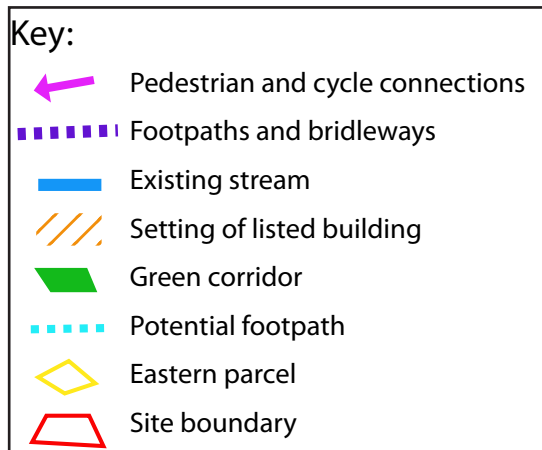 Key:
Pedestrian and cycle connections
Footpaths and bridleways
Existing stream
Setting of listed building
Green corridor
Potential footpath
Eastern parcel
Site boundary